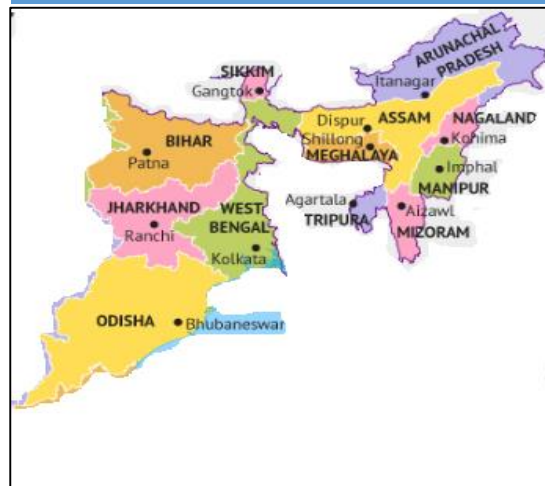 ARUNACHAL
PRADESH
Itanagar
SIKKIM
Gangtok
Dispur
ASSAM
NAGALAND
Kohima
Shillong
MEGHALAYA
BIHAR
Patna
Imphal
MANIPUR
JHARKHAND
Ranchi
WEST
BENGAL
Kolkata
Agartala
TRIPURA
Aizawl
MIZORAM
ODISHA
Bhubaneswar